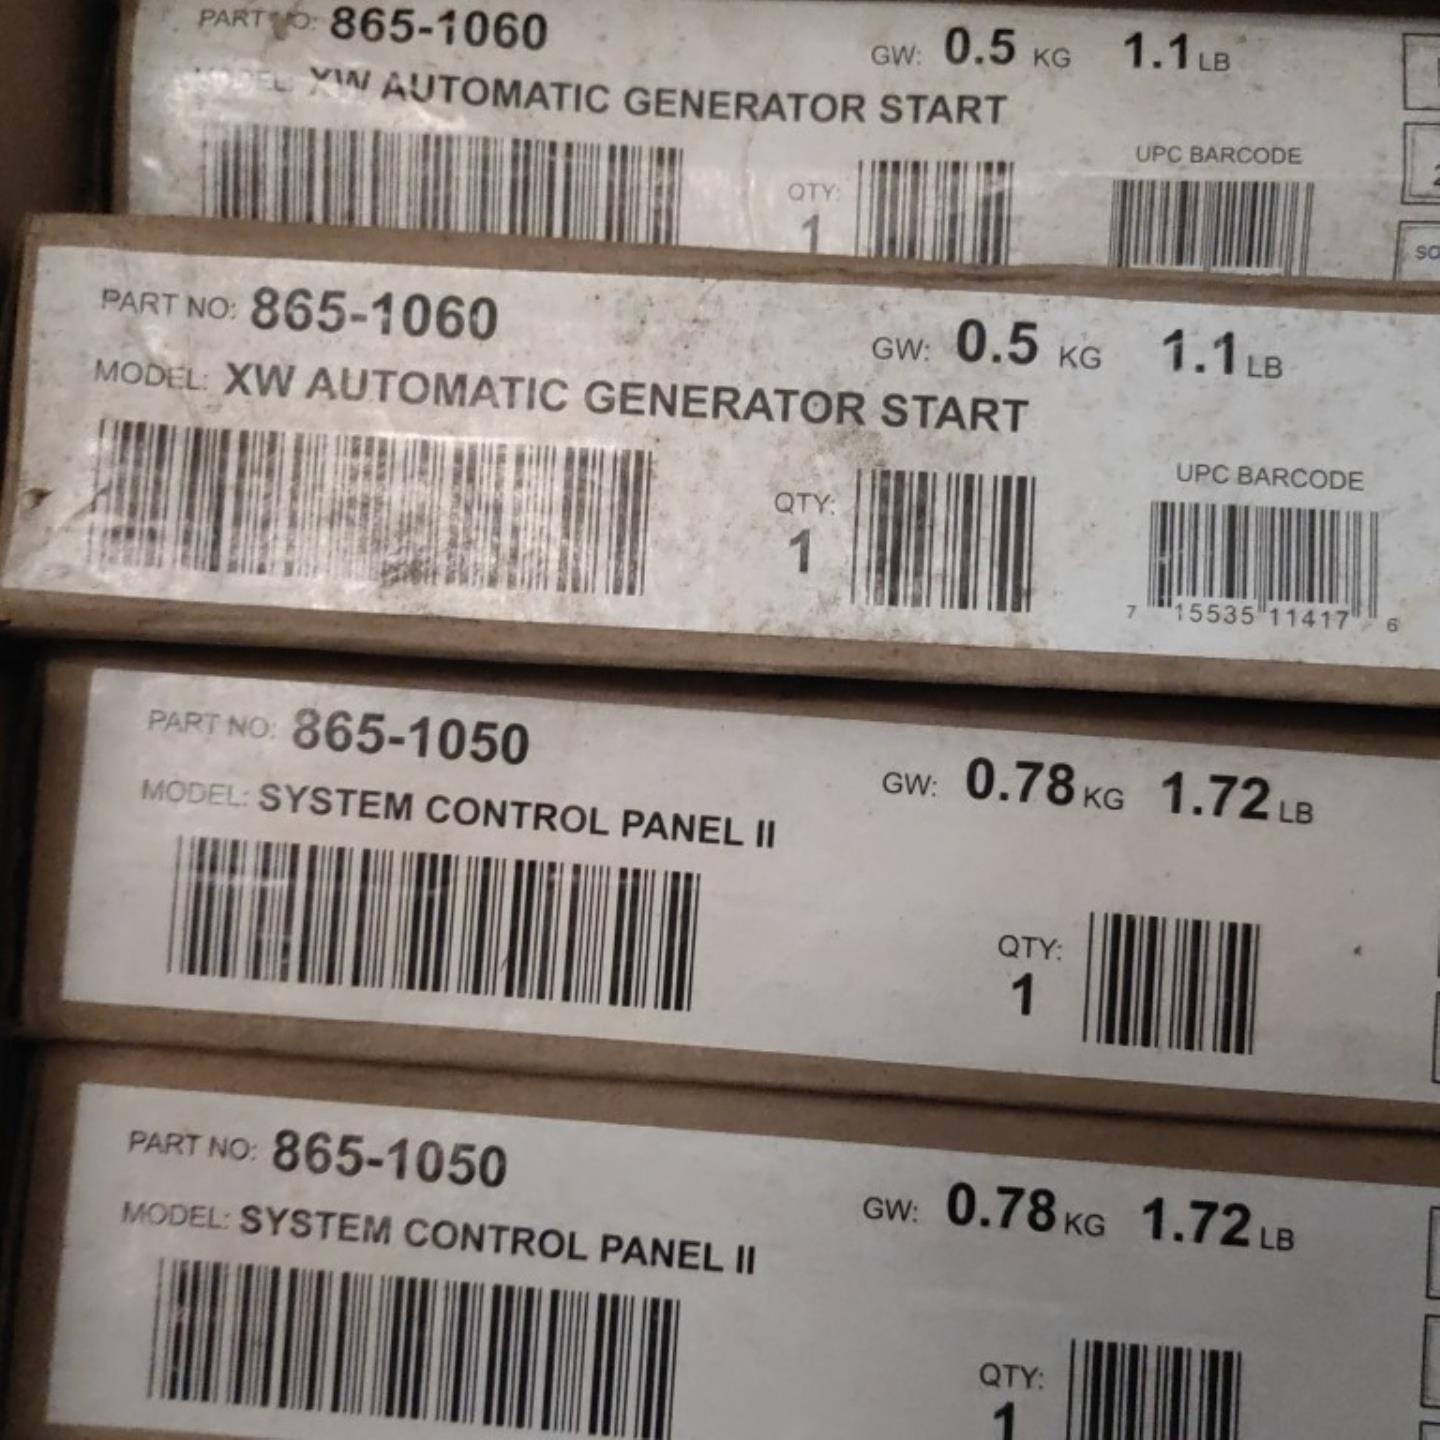 PART NO: 865-1060
GW: 0.5 KG 1.1 LB
MODEL: XW AUTOMATIC GENERATOR START
UPC BARCODE
QTY:
1
PART NO: 865-1060
GW: 0.5 KG 1.1 LB
MODEL: XW AUTOMATIC GENERATOR START
UPC BARCODE
QTY:
1
7 15535 11417 6
PART NO: 865-1050
GW: 0.78 KG 1.72 LB
MODEL: SYSTEM CONTROL PANEL II
QTY:
1
PART NO: 865-1050
GW: 0.78 KG 1.72 LB
MODEL: SYSTEM CONTROL PANEL II
QTY:
1